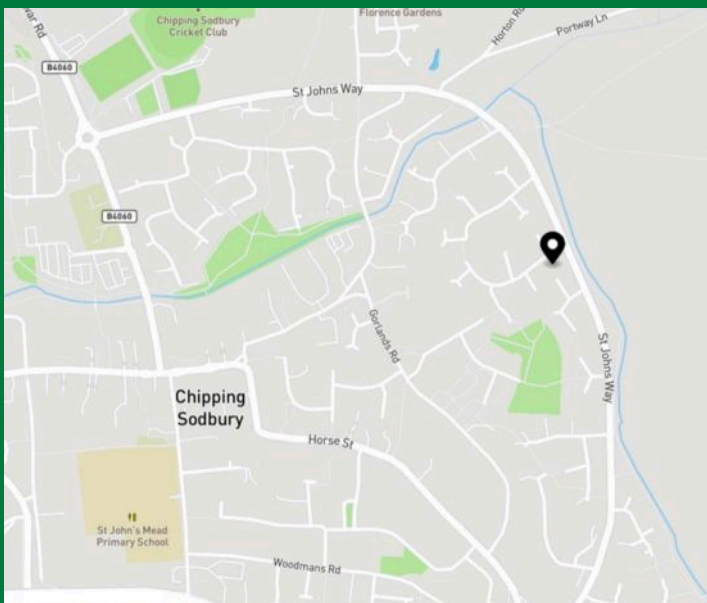 Chipping Sodbury
Cricket Club
Florence Gardens
Horton Rd
Portway Ln
B4060
St Johns Way
B4060
Gorlands Rd
St Johns Way
Chipping
Sodbury
Horse St
St John's Mead
Primary School
Woodmans Rd